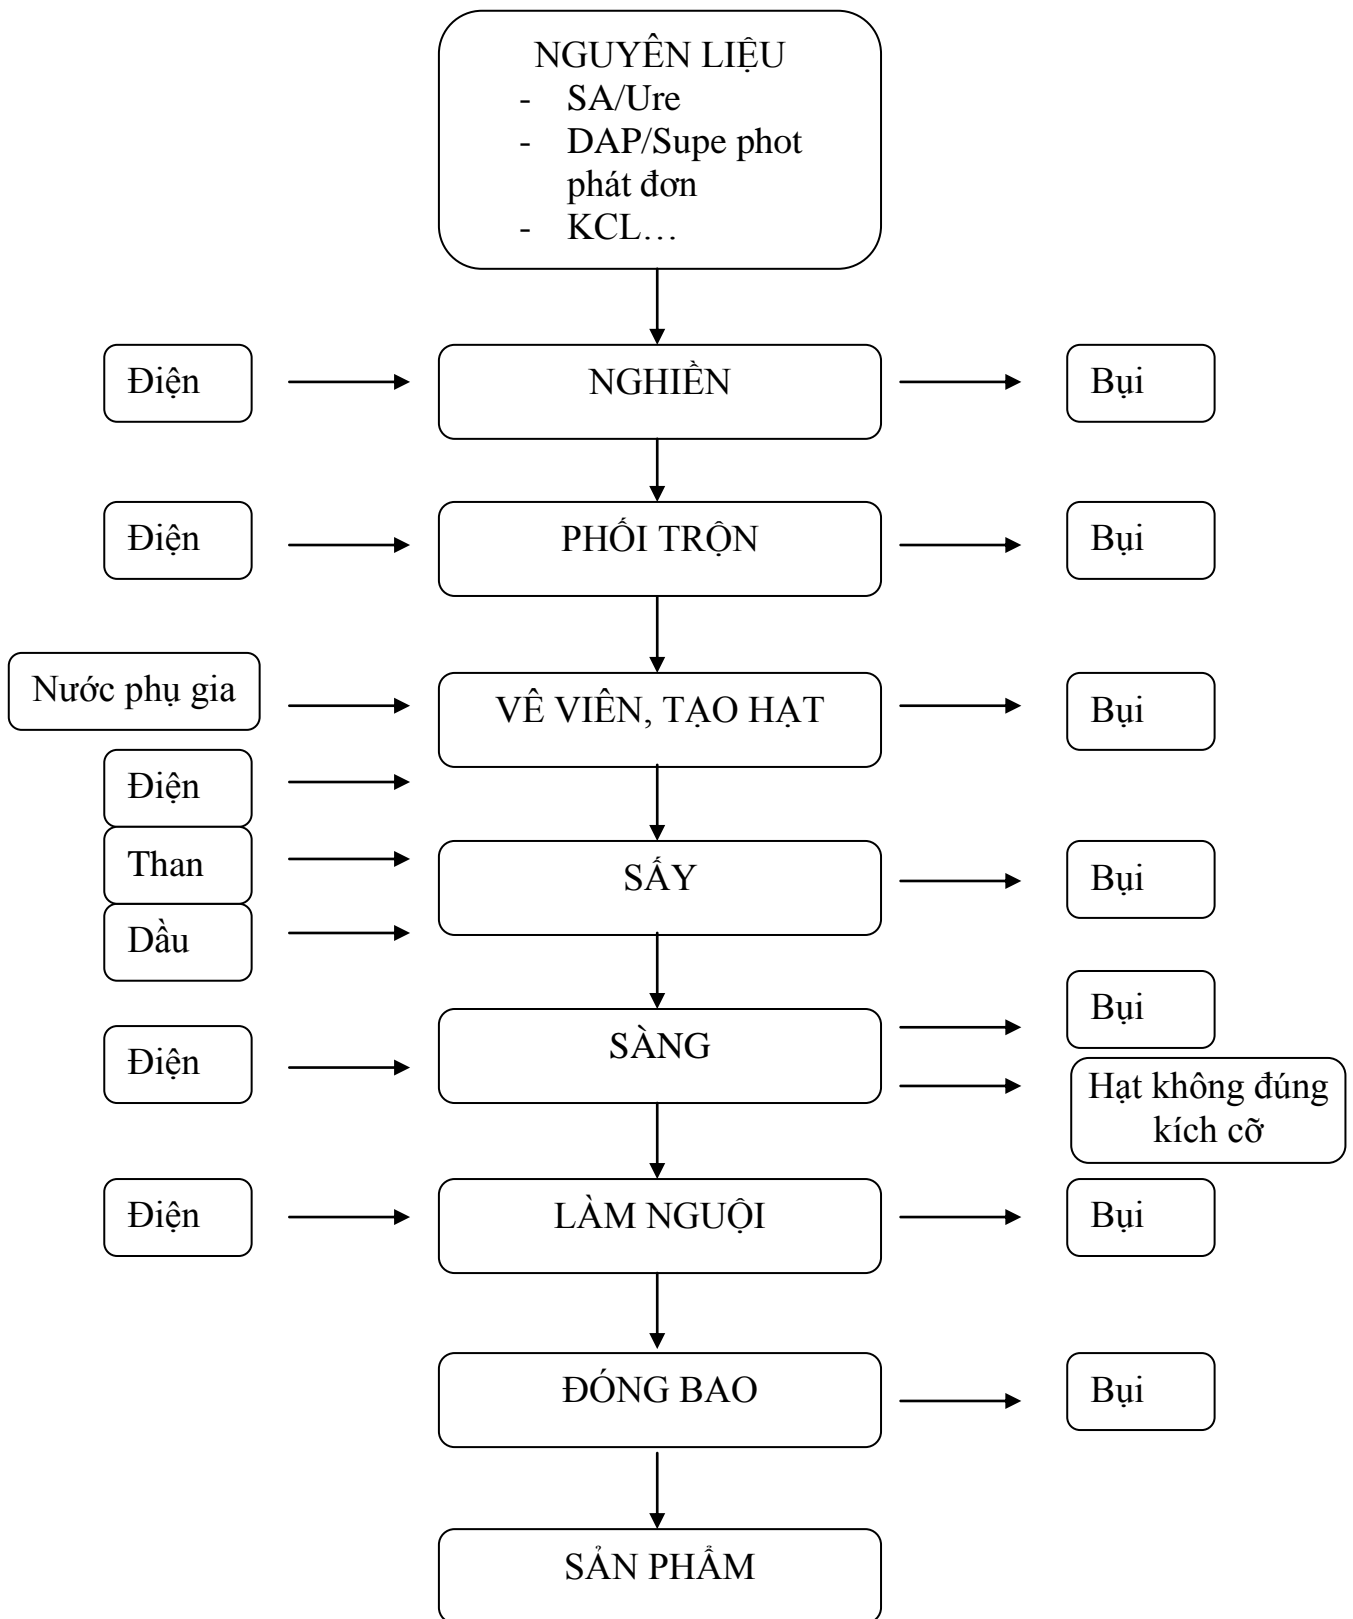 NGUYÊN LIỆU
- SA/Ure
- DAP/Supe phot
phát đơn
- KCL…
Điện
NGHIỀN
Bụi
Điện
PHỐI TRỘN
Bụi
Nước phụ gia
VÊ VIÊN, TẠO HẠT
Bụi
Điện
Than
SẤY
Bụi
Dầu
Bụi
Điện
SÀNG
Hạt không đúng
kích cỡ
Điện
LÀM NGUỘI
Bụi
ĐÓNG BAO
Bụi
SẢN PHẨM